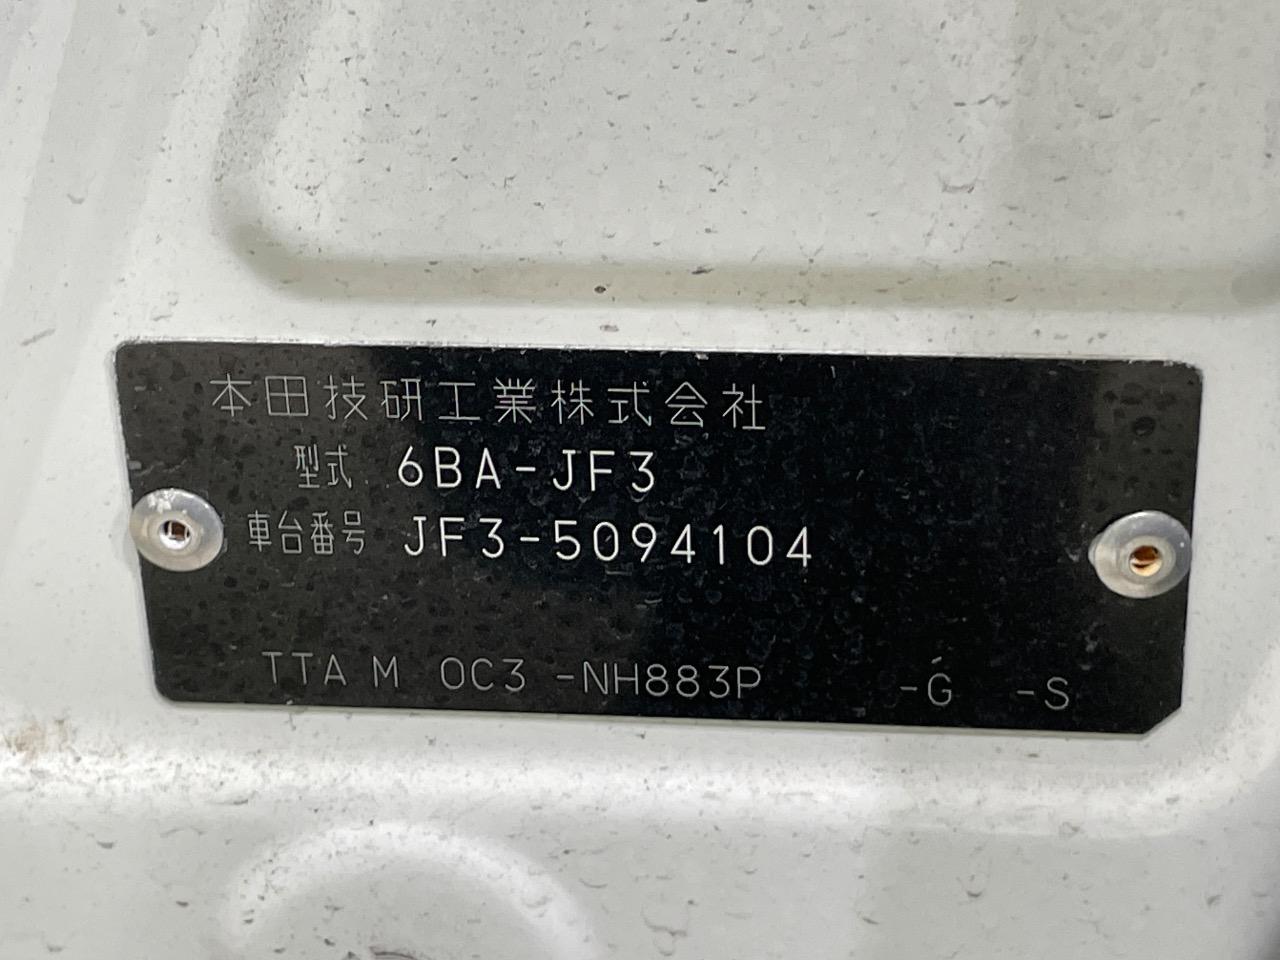 本田技研工業株式会社
型式 6BA-JF3
車台番号 JF3-5094104
TTA M 0C3 -NH883P -G -S